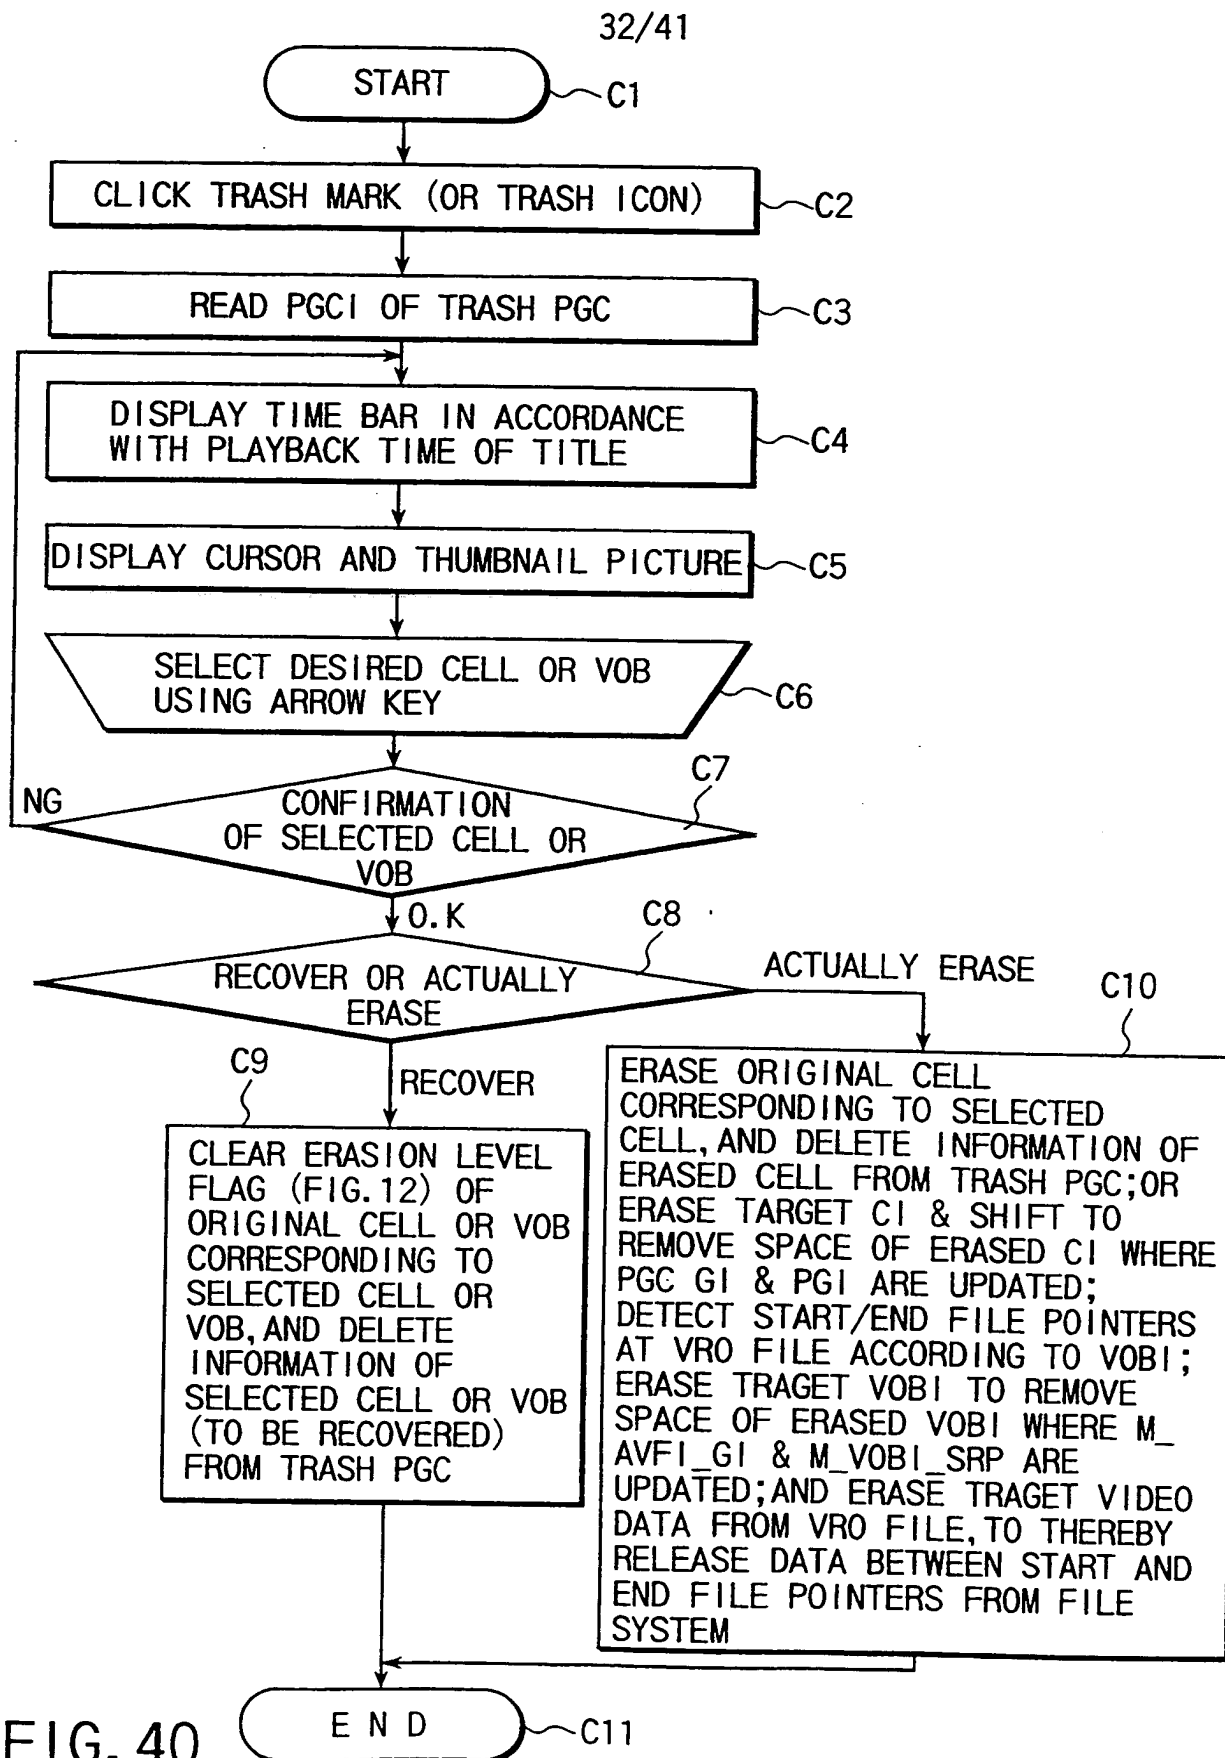 32/41
START
C1
CLICK TRASH MARK (OR TRASH ICON)
C2
READ PGCI OF TRASH PGC
C3
DISPLAY TIME BAR IN ACCORDANCE
WITH PLAYBACK TIME OF TITLE
C4
DISPLAY CURSOR AND THUMBNAIL PICTURE
C5
SELECT DESIRED CELL OR VOB
USING ARROW KEY
C6
C7
NG
CONFIRMATION
OF SELECTED CELL OR
VOB
O.K
C8
RECOVER OR ACTUALLY
ERASE
ACTUALLY ERASE
C10
C9
RECOVER
CLEAR ERASION LEVEL
FLAG (FIG.12) OF
ORIGINAL CELL OR VOB
CORRESPONDING TO
SELECTED CELL OR
VOB, AND DELETE
INFORMATION OF
SELECTED CELL OR VOB
(TO BE RECOVERED)
FROM TRASH PGC
ERASE ORIGINAL CELL
CORRESPONDING TO SELECTED
CELL, AND DELETE INFORMATION OF
ERASED CELL FROM TRASH PGC;OR
ERASE TARGET CI & SHIFT TO
REMOVE SPACE OF ERASED CI WHERE
PGC GI & PGI ARE UPDATED;
DETECT START/END FILE POINTERS
AT VRO FILE ACCORDING TO VOBI;
ERASE TRAGET VOBI TO REMOVE
SPACE OF ERASED VOBI WHERE M_
AVFI_GI & M_VOBI_SRP ARE
UPDATED;AND ERASE TRAGET VIDEO
DATA FROM VRO FILE, TO THEREBY
RELEASE DATA BETWEEN START AND
END FILE POINTERS FROM FILE
SYSTEM
END
C11
FIG. 40